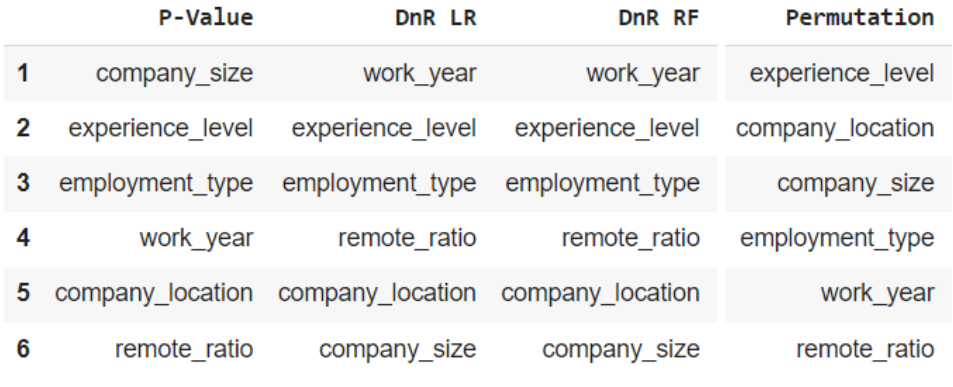 P-Value DnR LR DnR RF Permutation
1 company_size work_year work_year experience_level
2 experience_level experience_level experience_level company_location
3 employment_type employment_type employment_type company_size
4 work_year remote_ratio remote_ratio employment_type
5 company_location company_location company_location work_year
6 remote_ratio company_size company_size remote_ratio